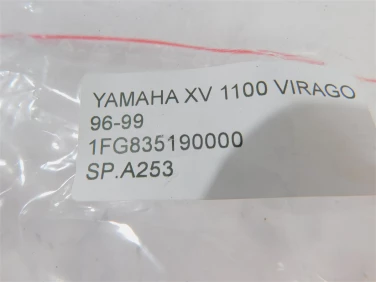 YAMAHA XV 1100 VIRAGO
96-99
1FG835190000
SP.A253